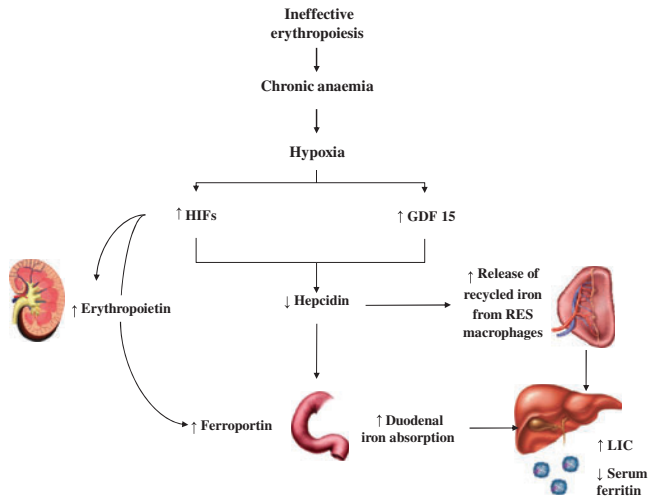 Ineffective
erythropoiesis
Chronic anaemia
Hypoxia
↑ HIFs
↑ GDF 15
↑ Erythropoietin
↓ Hepcidin
↑ Release of
recycled iron
from RES
macrophages
↑ Ferroportin
↑ Duodenal
iron absorption
↑ LIC
↓ Serum
ferritin